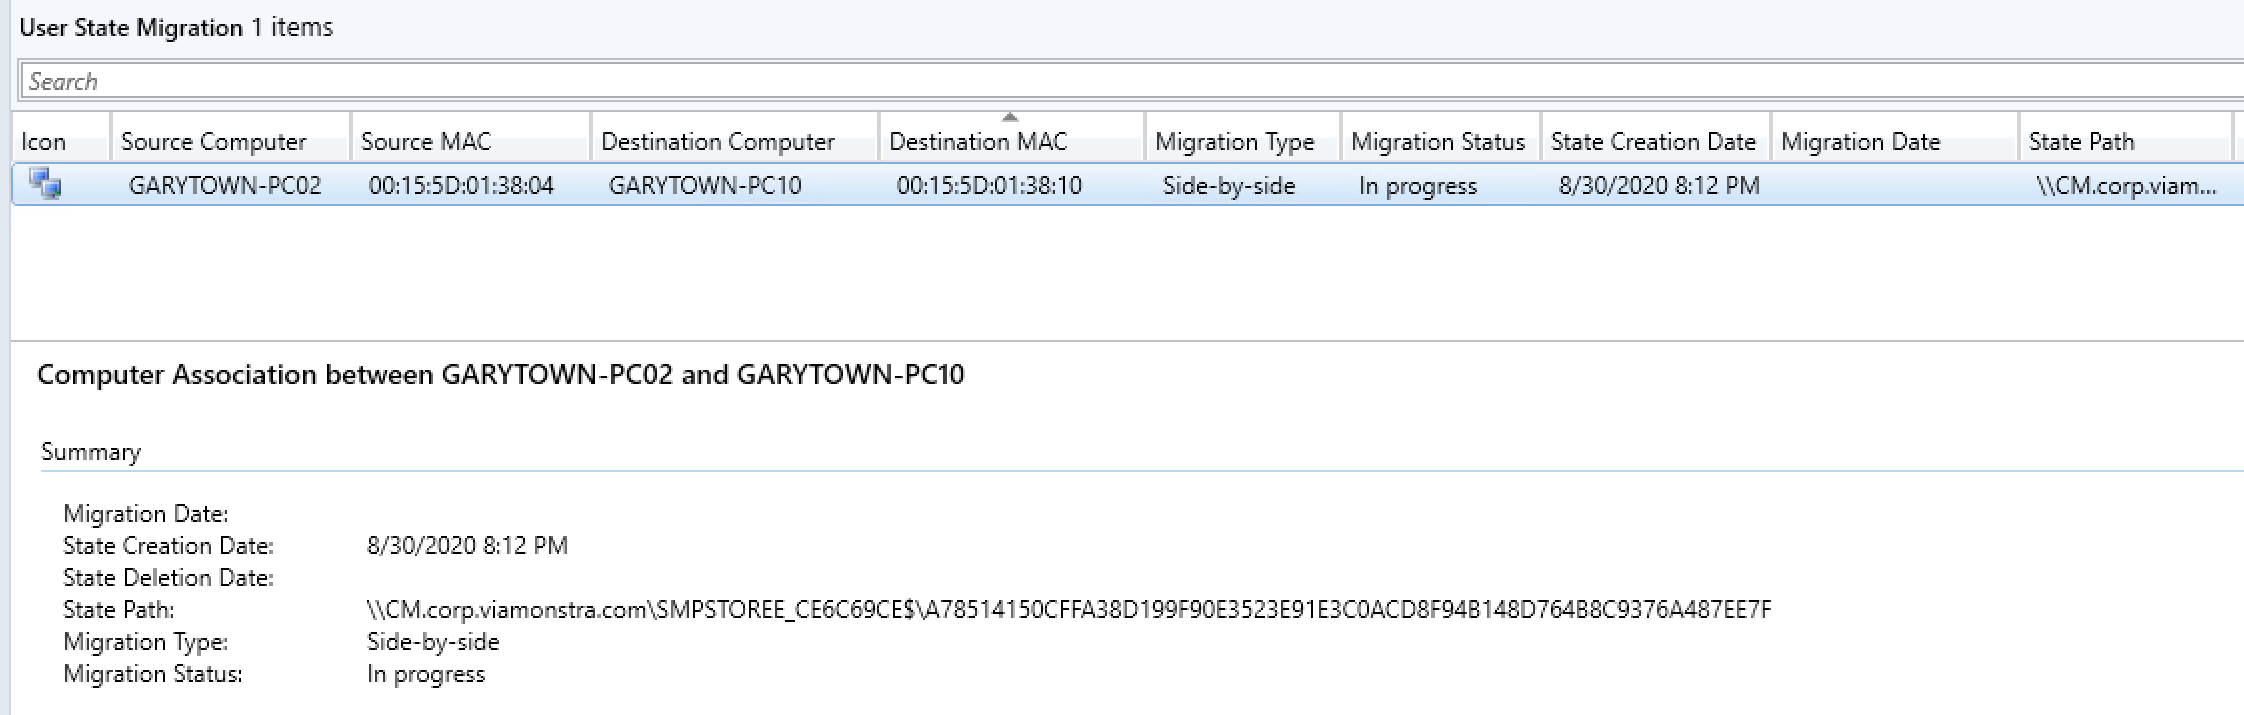 User State Migration 1 items
Search
Icon Source Computer Source MAC Destination Computer Destination MAC Migration Type Migration Status State Creation Date Migration Date State Path
GARYTOWN-PC02 00:15:5D:01:38:04 GARYTOWN-PC10 00:15:5D:01:38:10 Side-by-side In progress 8/30/2020 8:12 PM \\CM.corp.viam...
Computer Association between GARYTOWN-PC02 and GARYTOWN-PC10
Summary
Migration Date:
State Creation Date: 8/30/2020 8:12 PM
State Deletion Date:
State Path: \\CM.corp.viamonstra.com\SMPSTOREE_CE6C69CE$\A78514150CFFA38D199F90E3523E91E3C0ACD8F94B148D764B8C9376A487EE7F
Migration Type: Side-by-side
Migration Status: In progress